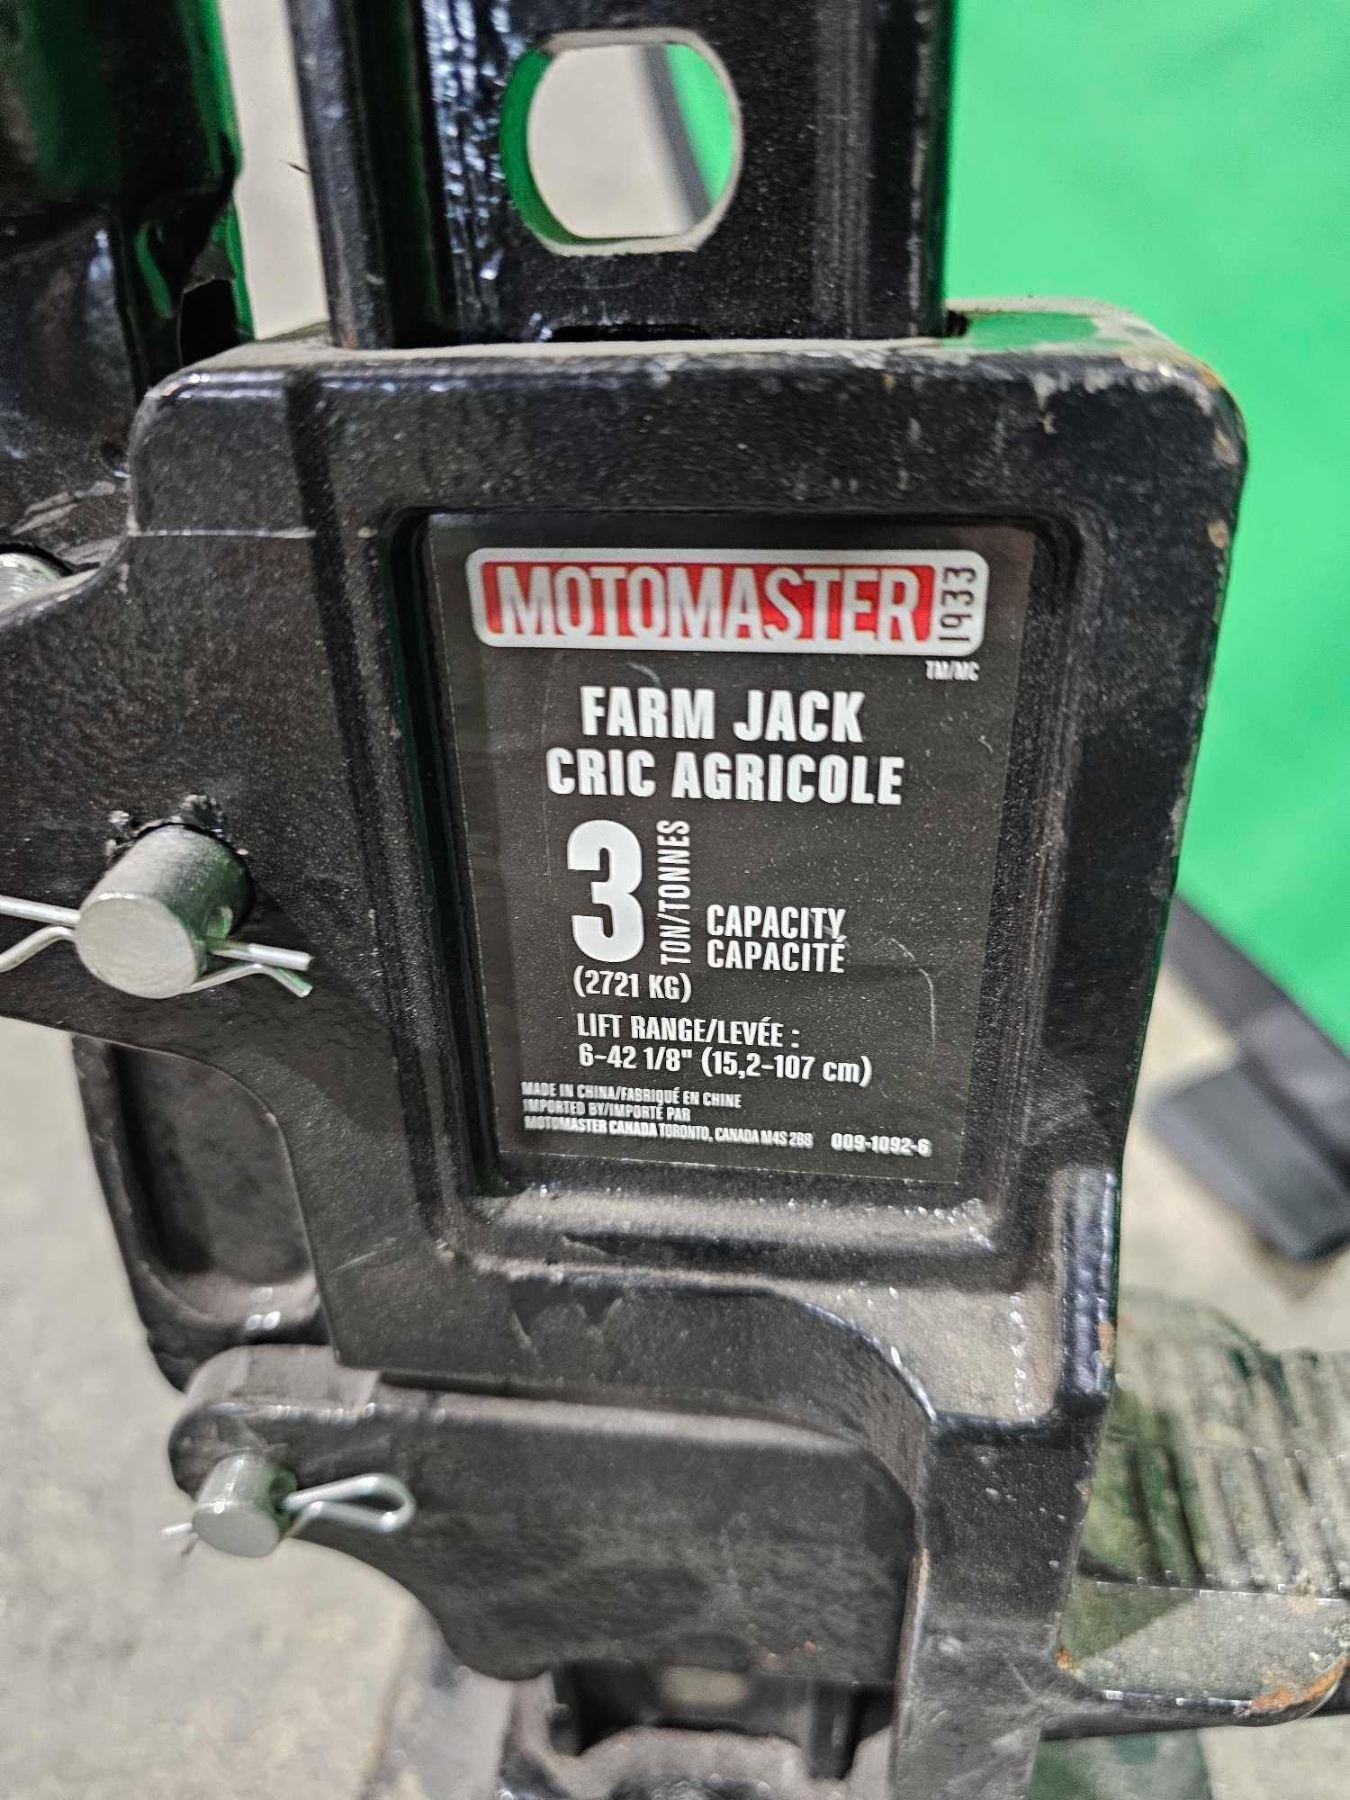 MOTOMASTER 1933
TM/MC
FARM JACK
CRIC AGRICOLE
3 TON/TONNES
CAPACITY
CAPACITÉ
(2721 KG)
LIFT RANGE/LEVÉE :
6-42 1/8" (15,2-107 cm)
MADE IN CHINA/FABRIQUÉ EN CHINE
IMPORTED BY/IMPORTÉ PAR
MOTOMASTER CANADA TORONTO, CANADA M4S 2B8 009-1092-6